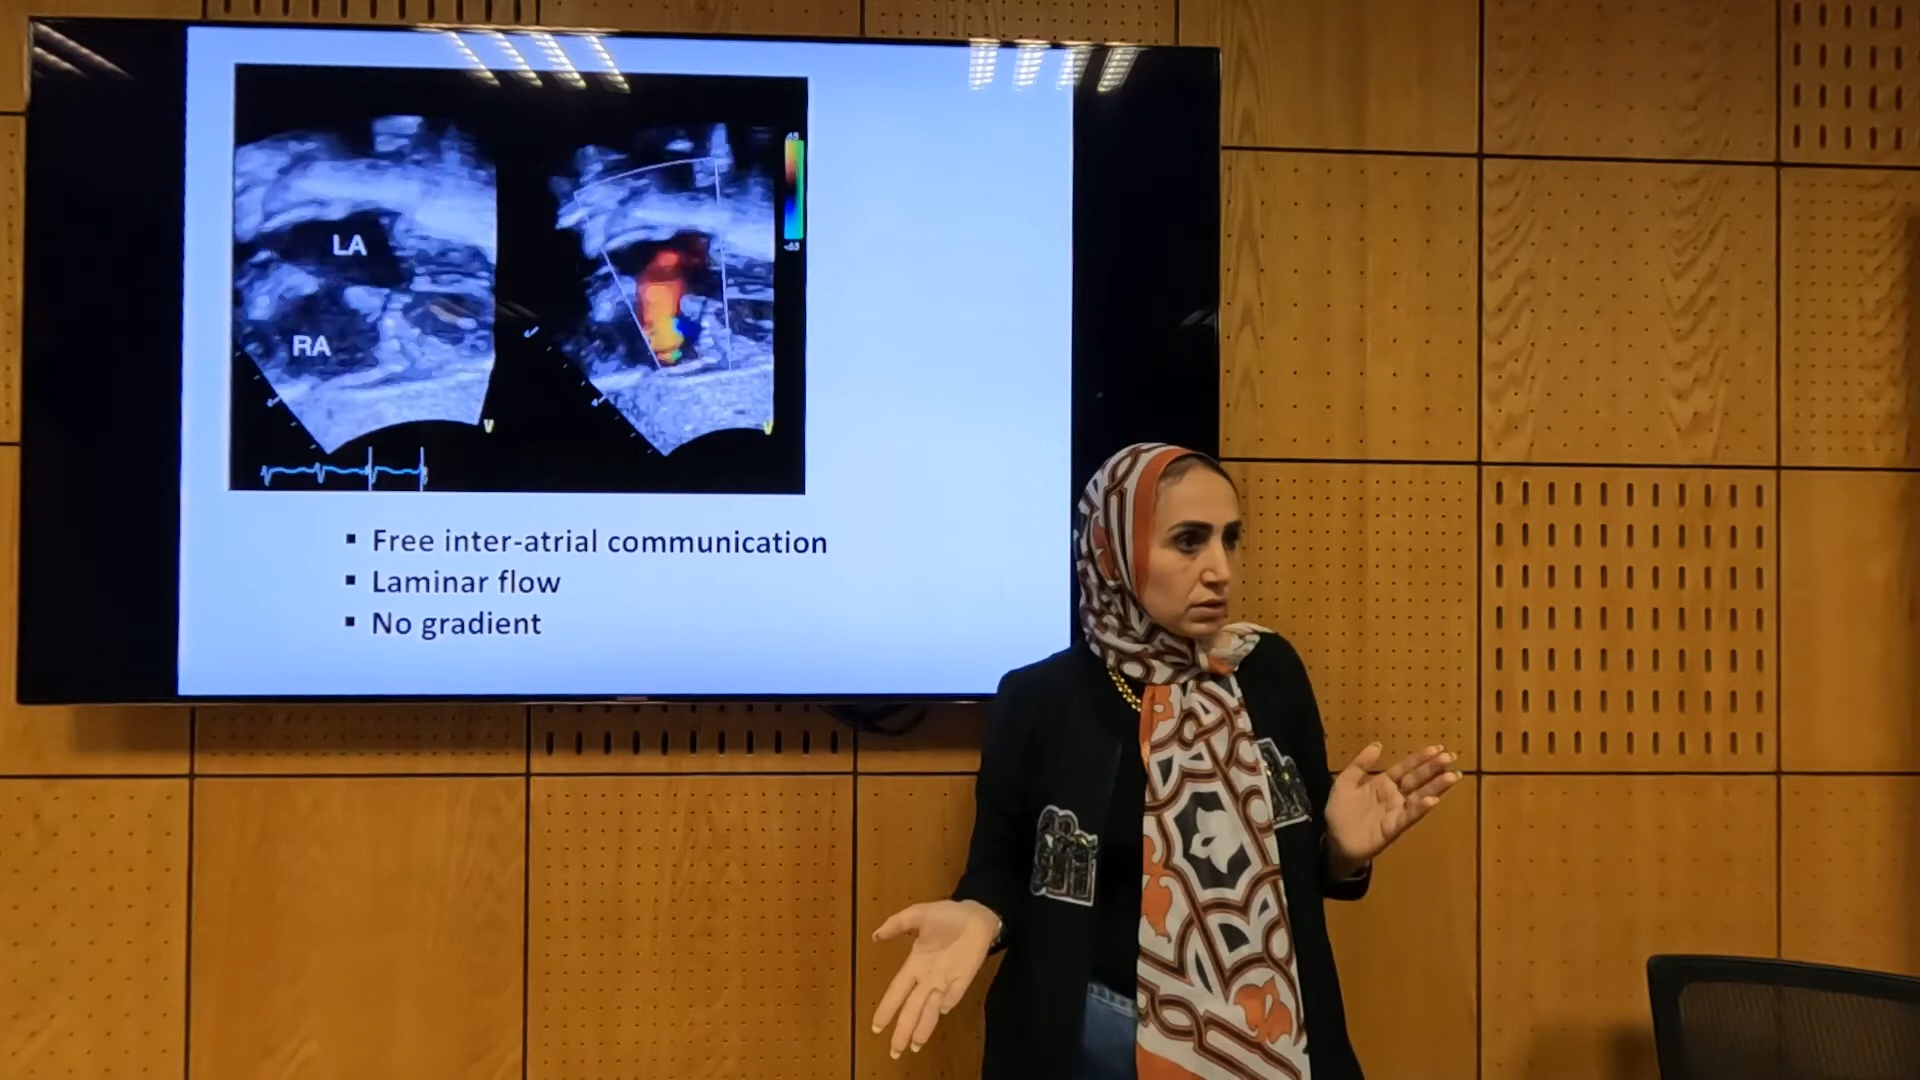 LA
RA
V
V
▪ Free inter-atrial communication
▪ Laminar flow
▪ No gradient